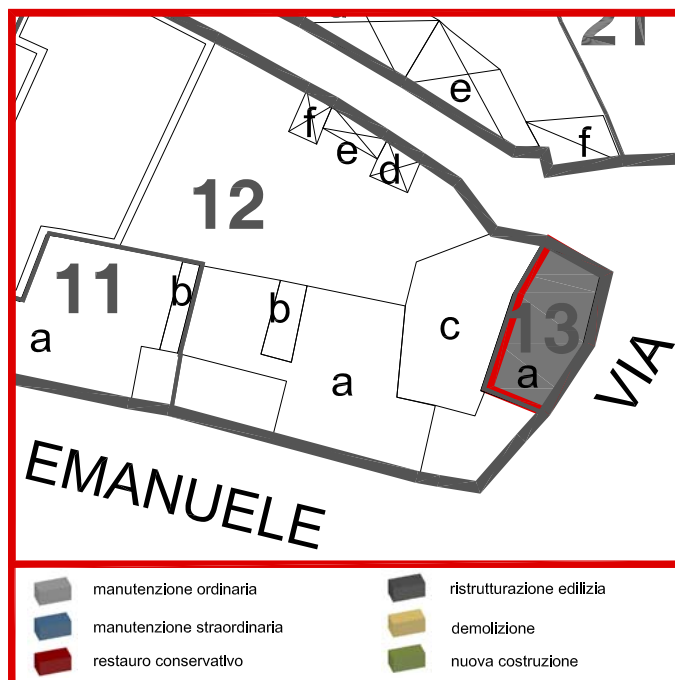 21
e
f
f
e
d
12
11
b
b
c
13
a
a
a
VIA
EMANUELE
manutenzione ordinaria
ristrutturazione edilizia
manutenzione straordinaria
demolizione
restauro conservativo
nuova costruzione